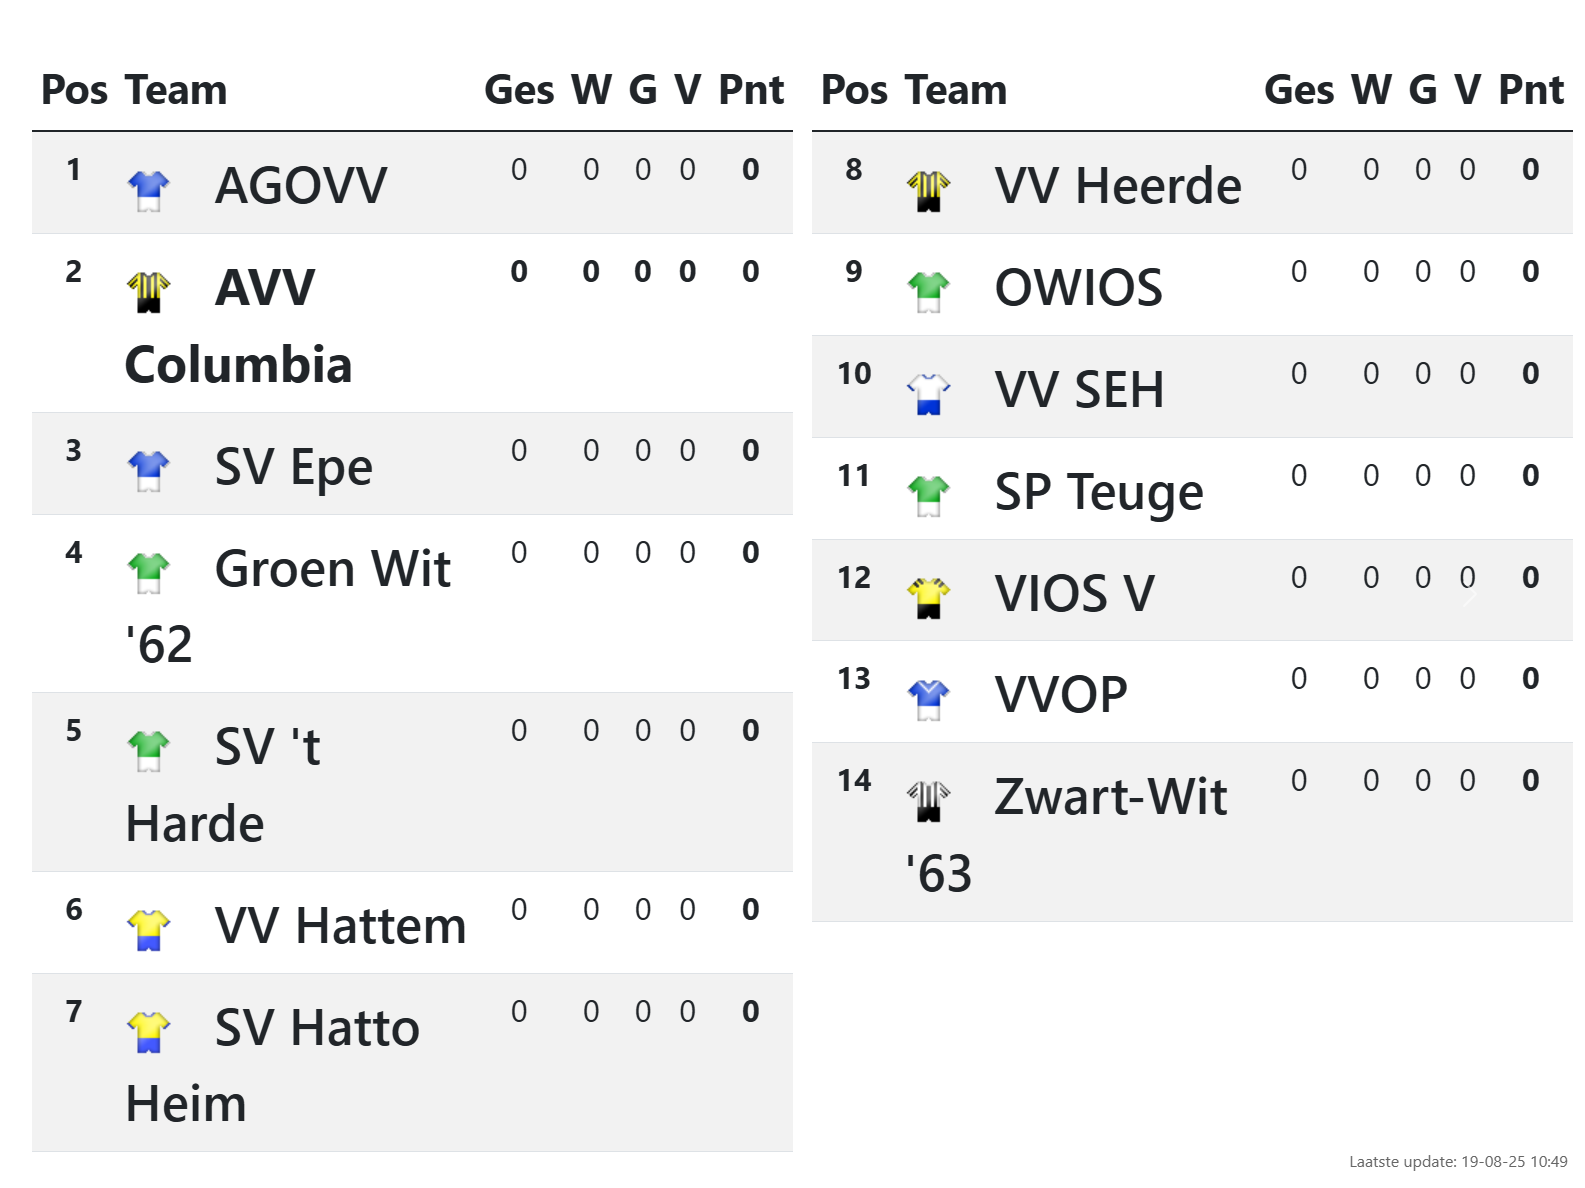 Pos Team Ges W G V Pnt
1 AGOVV 0 0 0 0 0
2 AVV 0 0 0 0 0
Columbia
3 SV Epe 0 0 0 0 0
4 Groen Wit 0 0 0 0 0
'62
5 SV 't 0 0 0 0 0
Harde
6 VV Hattem 0 0 0 0 0
7 SV Hatto 0 0 0 0 0
Heim
Pos Team Ges W G V Pnt
8 VV Heerde 0 0 0 0 0
9 OWIOS 0 0 0 0 0
10 VV SEH 0 0 0 0 0
11 SP Teuge 0 0 0 0 0
12 VIOS V 0 0 0 0 0
13 VVOP 0 0 0 0 0
14 Zwart-Wit 0 0 0 0 0
'63
Laatste update: 19-08-25 10:49